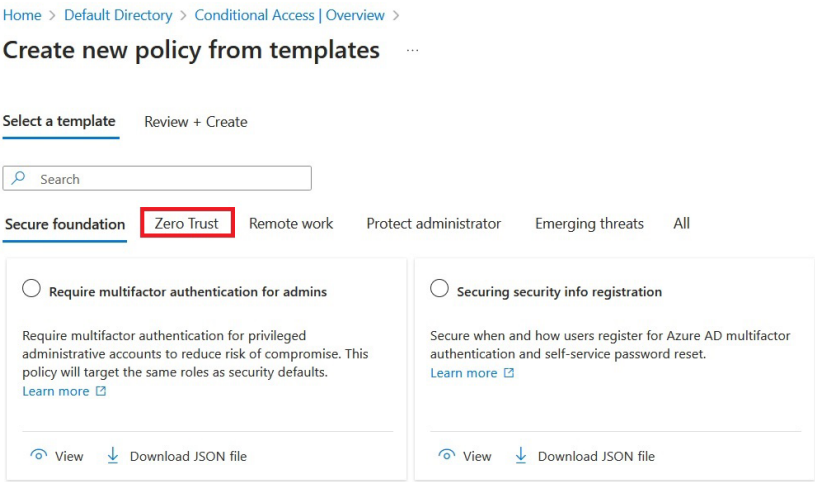 Home > Default Directory > Conditional Access | Overview >
Create new policy from templates ...
Select a template Review + Create
Search
Secure foundation Zero Trust Remote work Protect administrator Emerging threats All
Require multifactor authentication for admins
Require multifactor authentication for privileged
administrative accounts to reduce risk of compromise. This
policy will target the same roles as security defaults.
Learn more
View Download JSON file
Securing security info registration
Secure when and how users register for Azure AD multifactor
authentication and self-service password reset.
Learn more
View Download JSON file